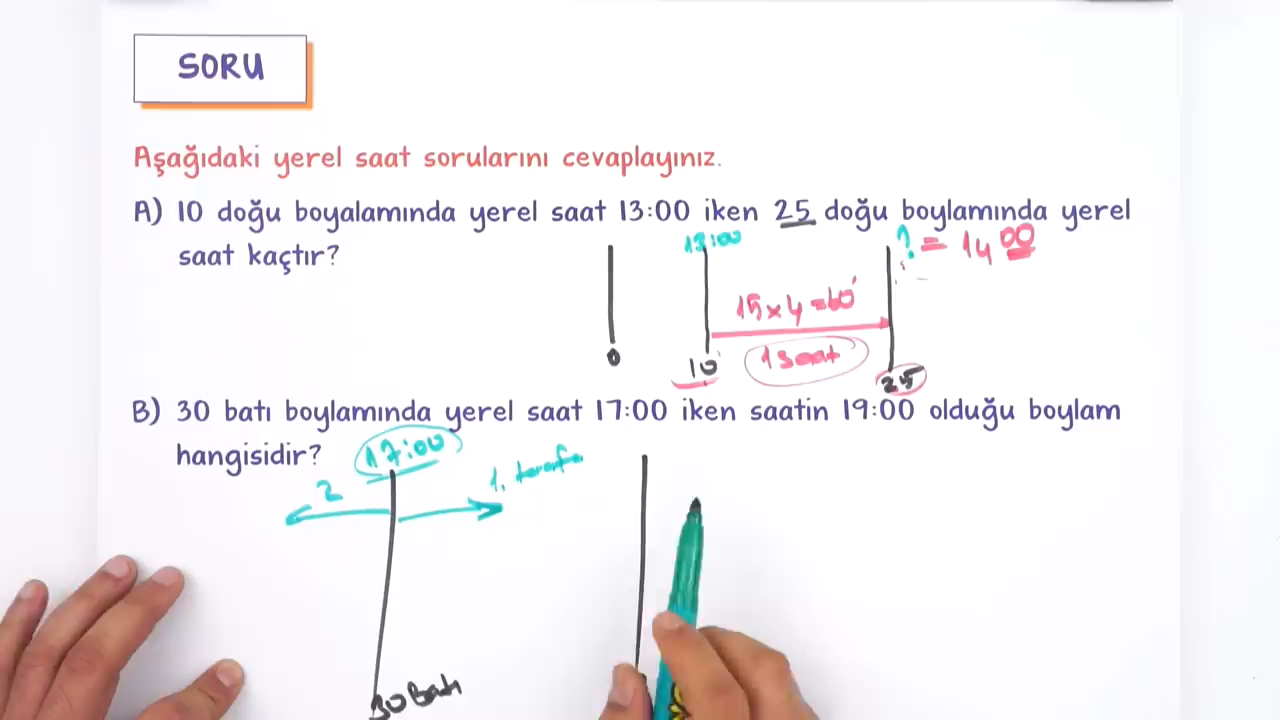 SORU
Aşağıdaki yerel saat sorularını cevaplayınız.
A) 10 doğu boyalamında yerel saat 13:00 iken 25 doğu boylamında yerel
saat kaçtır?
13:00
? = 14 00
15 x 4 = 60'
1 saat
0
10
25
B) 30 batı boylamında yerel saat 17:00 iken saatin 19:00 olduğu boylam
hangisidir?
17:00
2
1. tarafa
30 Batı